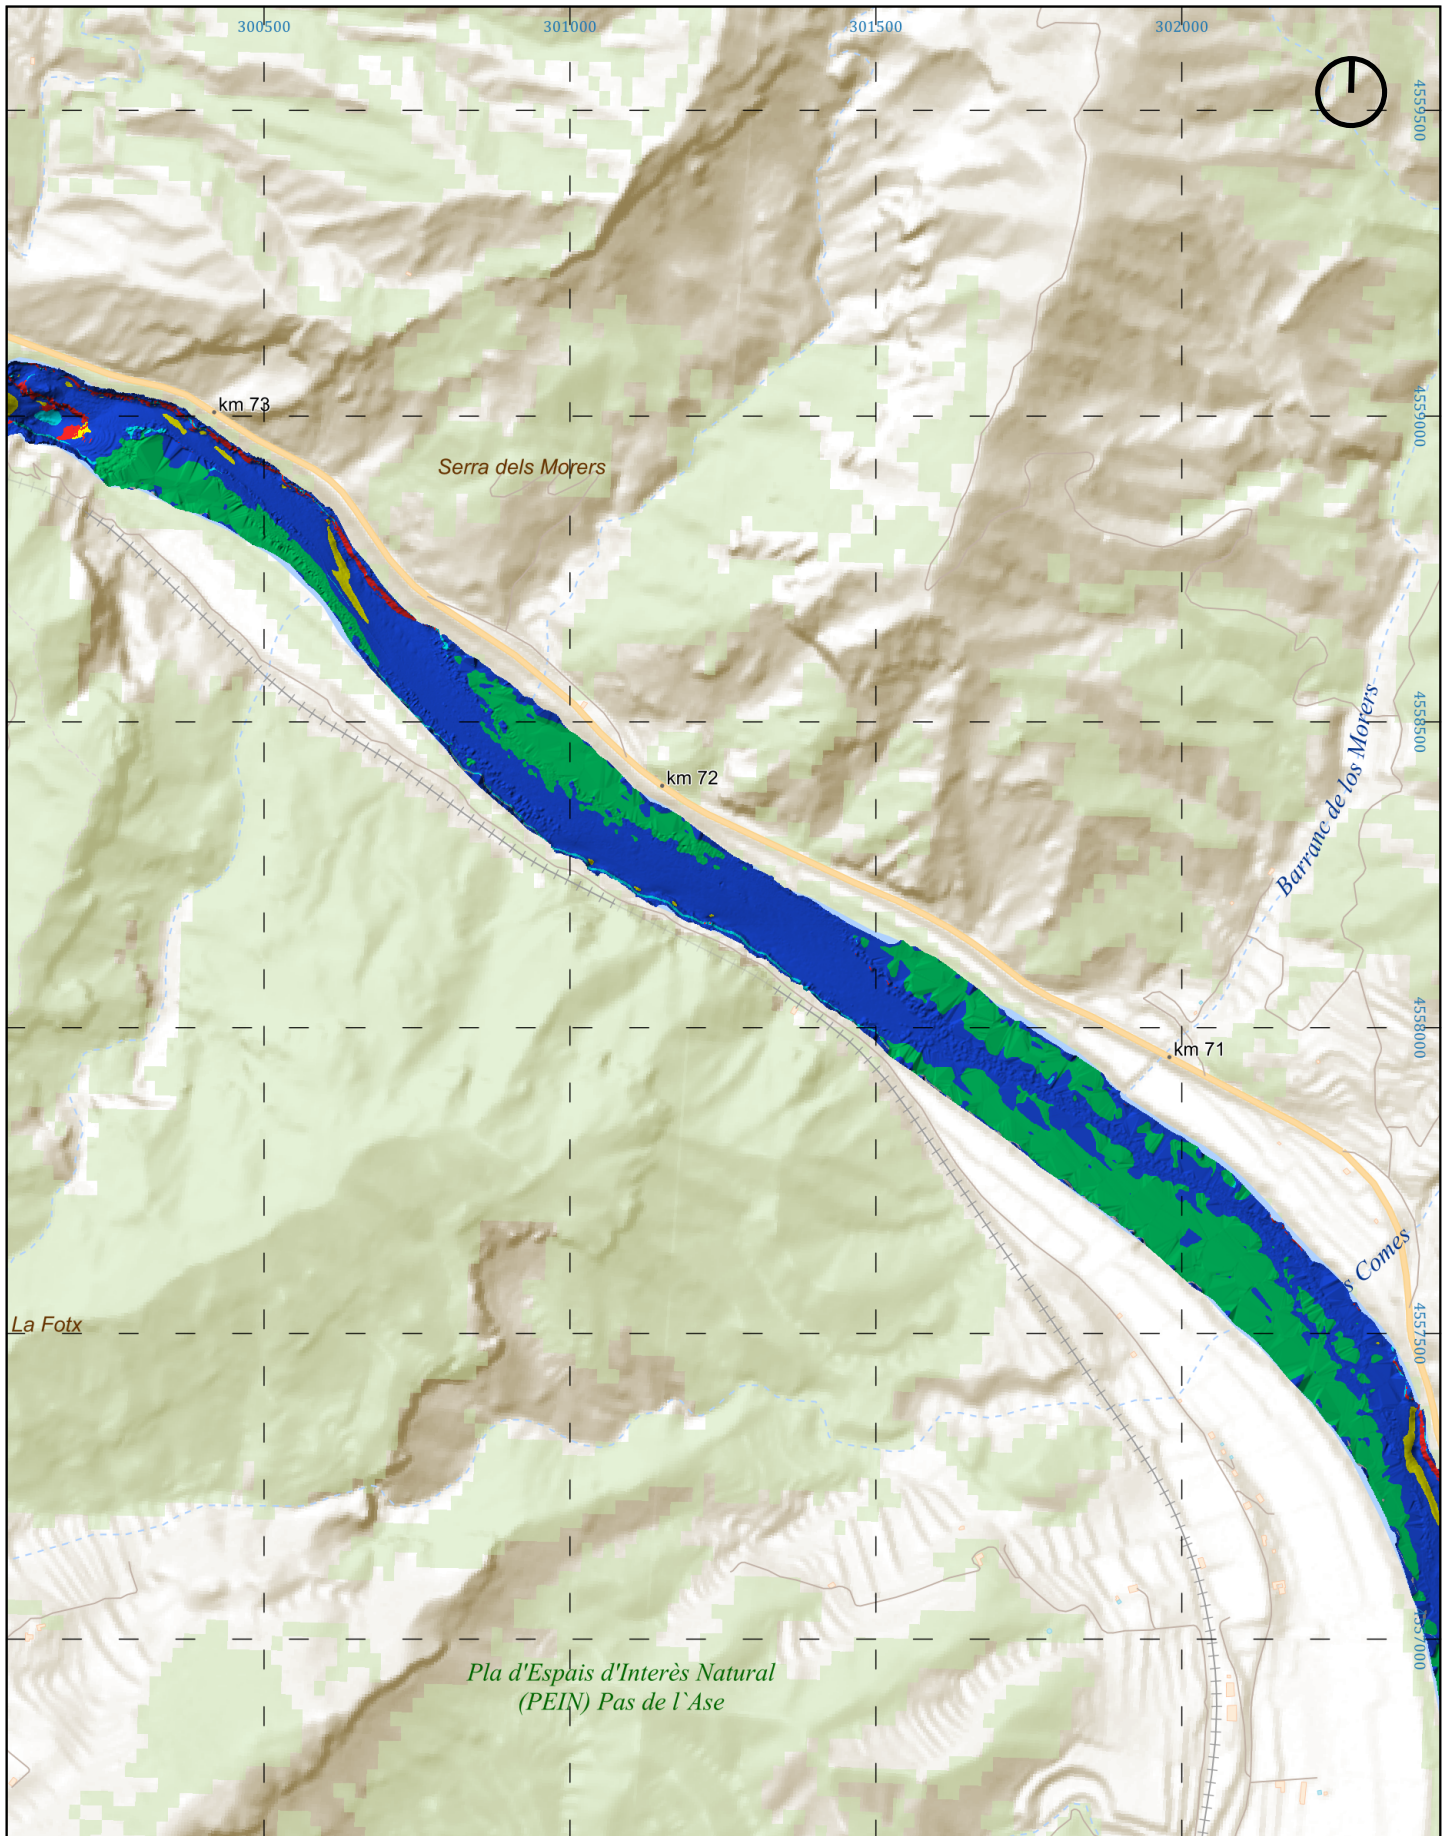 300500 301000 301500 302000
4559500
km 73
4559000
Serra dels Morers
4558500
Barranc de los Morers
km 72
4558000
km 71
s Comes
4557500
La Fotx
4557000
Pla d'Espais d'Interès Natural
(PEIN) Pas de l`Ase